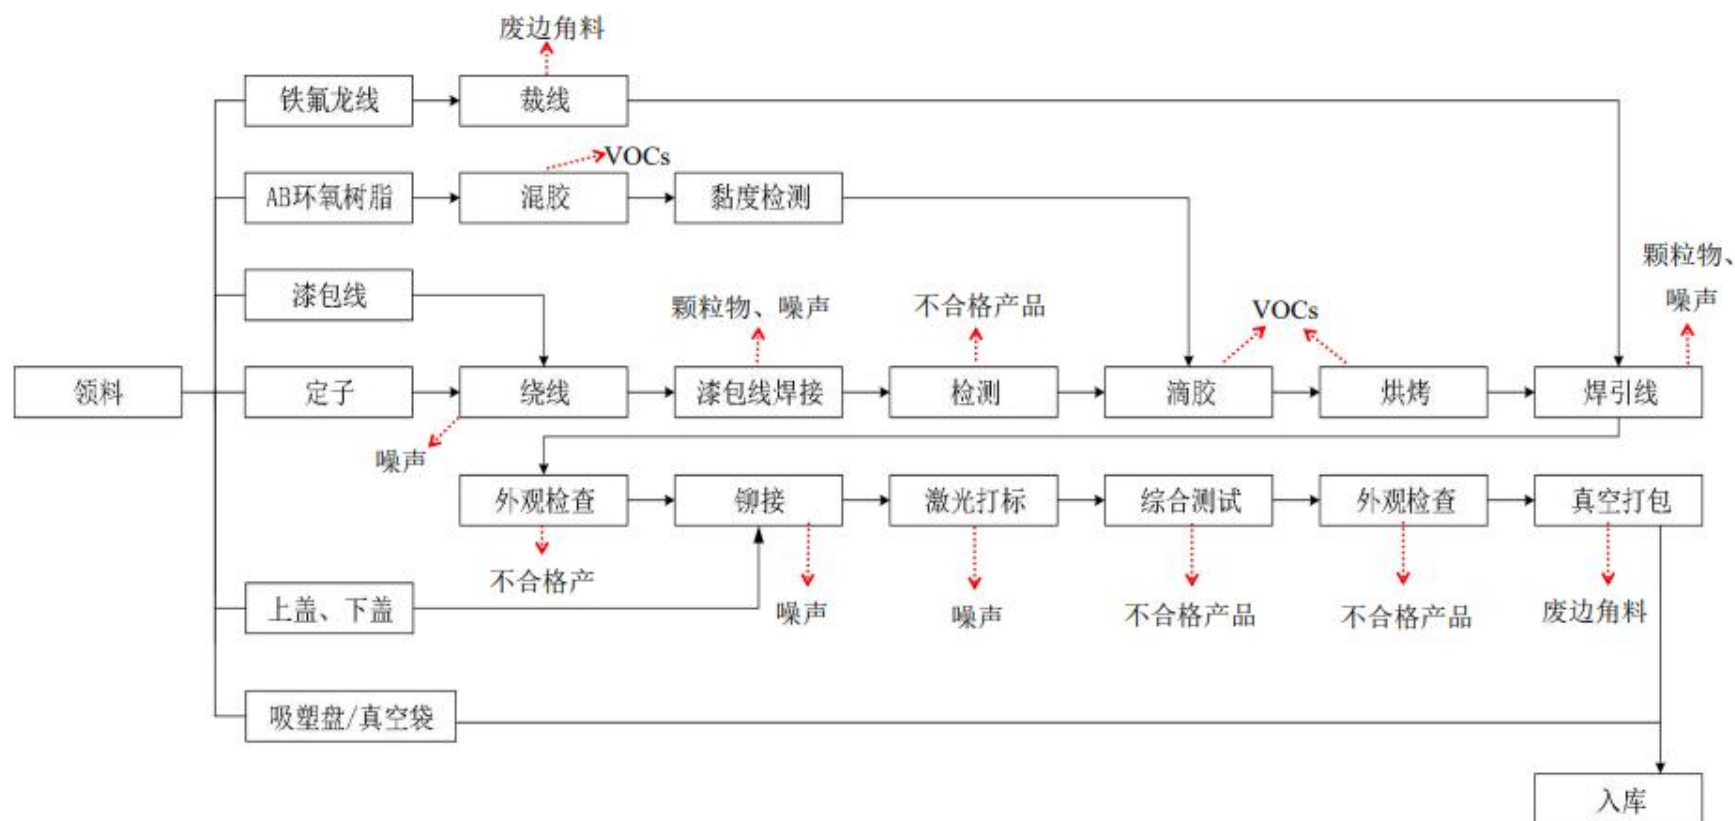 废边角料
铁氟龙线
裁线
VOCs
AB环氧树脂
混胶
黏度检测
颗粒物、
噪声
漆包线
颗粒物、噪声
不合格产品
VOCs
领料
定子
绕线
漆包线焊接
检测
滴胶
烘烤
焊引线
噪声
外观检查
铆接
激光打标
综合测试
外观检查
真空打包
不合格产
上盖、下盖
噪声
噪声
不合格产品
不合格产品
废边角料
吸塑盘/真空袋
入库